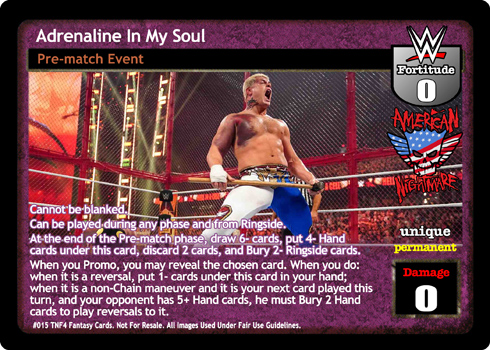 Adrenaline In My Soul
Pre-match Event
W
Fortitude
0
AMERICAN
NIGHTMARE
Cannot be blanked.
Can be played during any phase and from Ringside.
At the end of the Pre-match phase, draw 6- cards, put 4- Hand
cards under this card, discard 2 cards, and Bury 2- Ringside cards.
When you Promo, you may reveal the chosen card. When you do:
when it is a reversal, put 1- cards under this card in your hand;
when it is a non-Chain maneuver and it is your next card played this
turn, and your opponent has 5+ Hand cards, he must Bury 2 Hand
cards to play reversals to it.
unique
permanent
Damage
0
#015 TNF4 Fantasy Cards. Not For Resale. All Images Used Under Fair Use Guidelines.